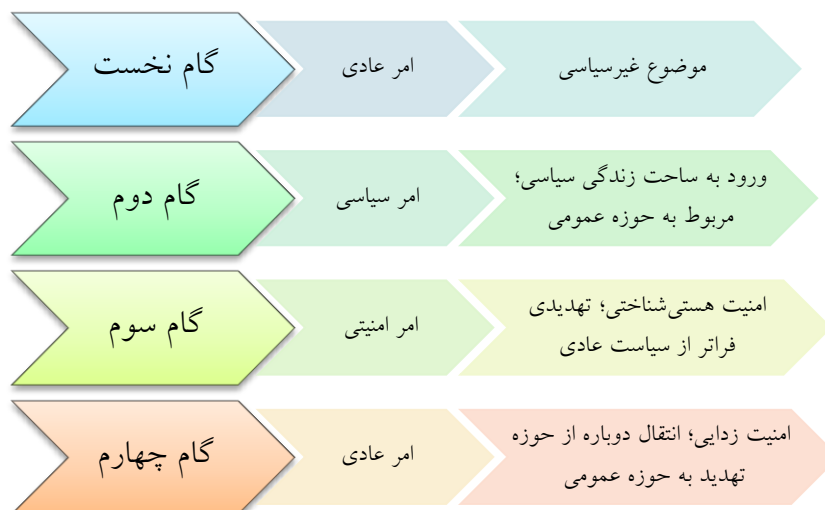 گام نخست
امر عادی
موضوع غیرسیاسی
گام دوم
امر سیاسی
ورود به ساحت زندگی سیاسی؛
مربوط به حوزه عمومی
گام سوم
امر امنیتی
امنیت هستی‌شناختی؛ تهدیدی
فراتر از سیاست عادی
گام چهارم
امر عادی
امنیت زدایی؛ انتقال دوباره از حوزه
تهدید به حوزه عمومی